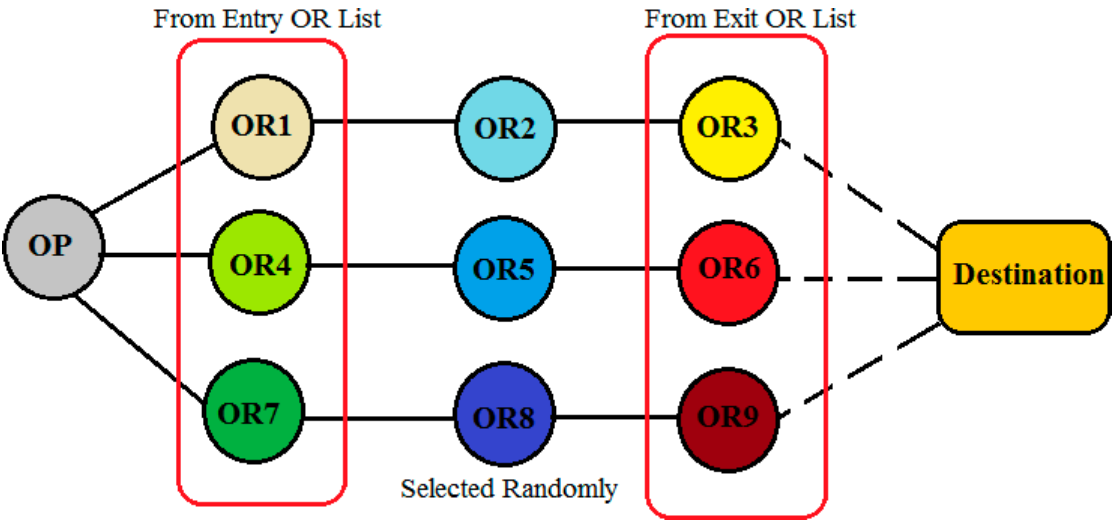 From Entry OR List
From Exit OR List
OR1
OR2
OR3
OP
OR4
OR5
OR6
Destination
OR7
OR8
OR9
Selected Randomly